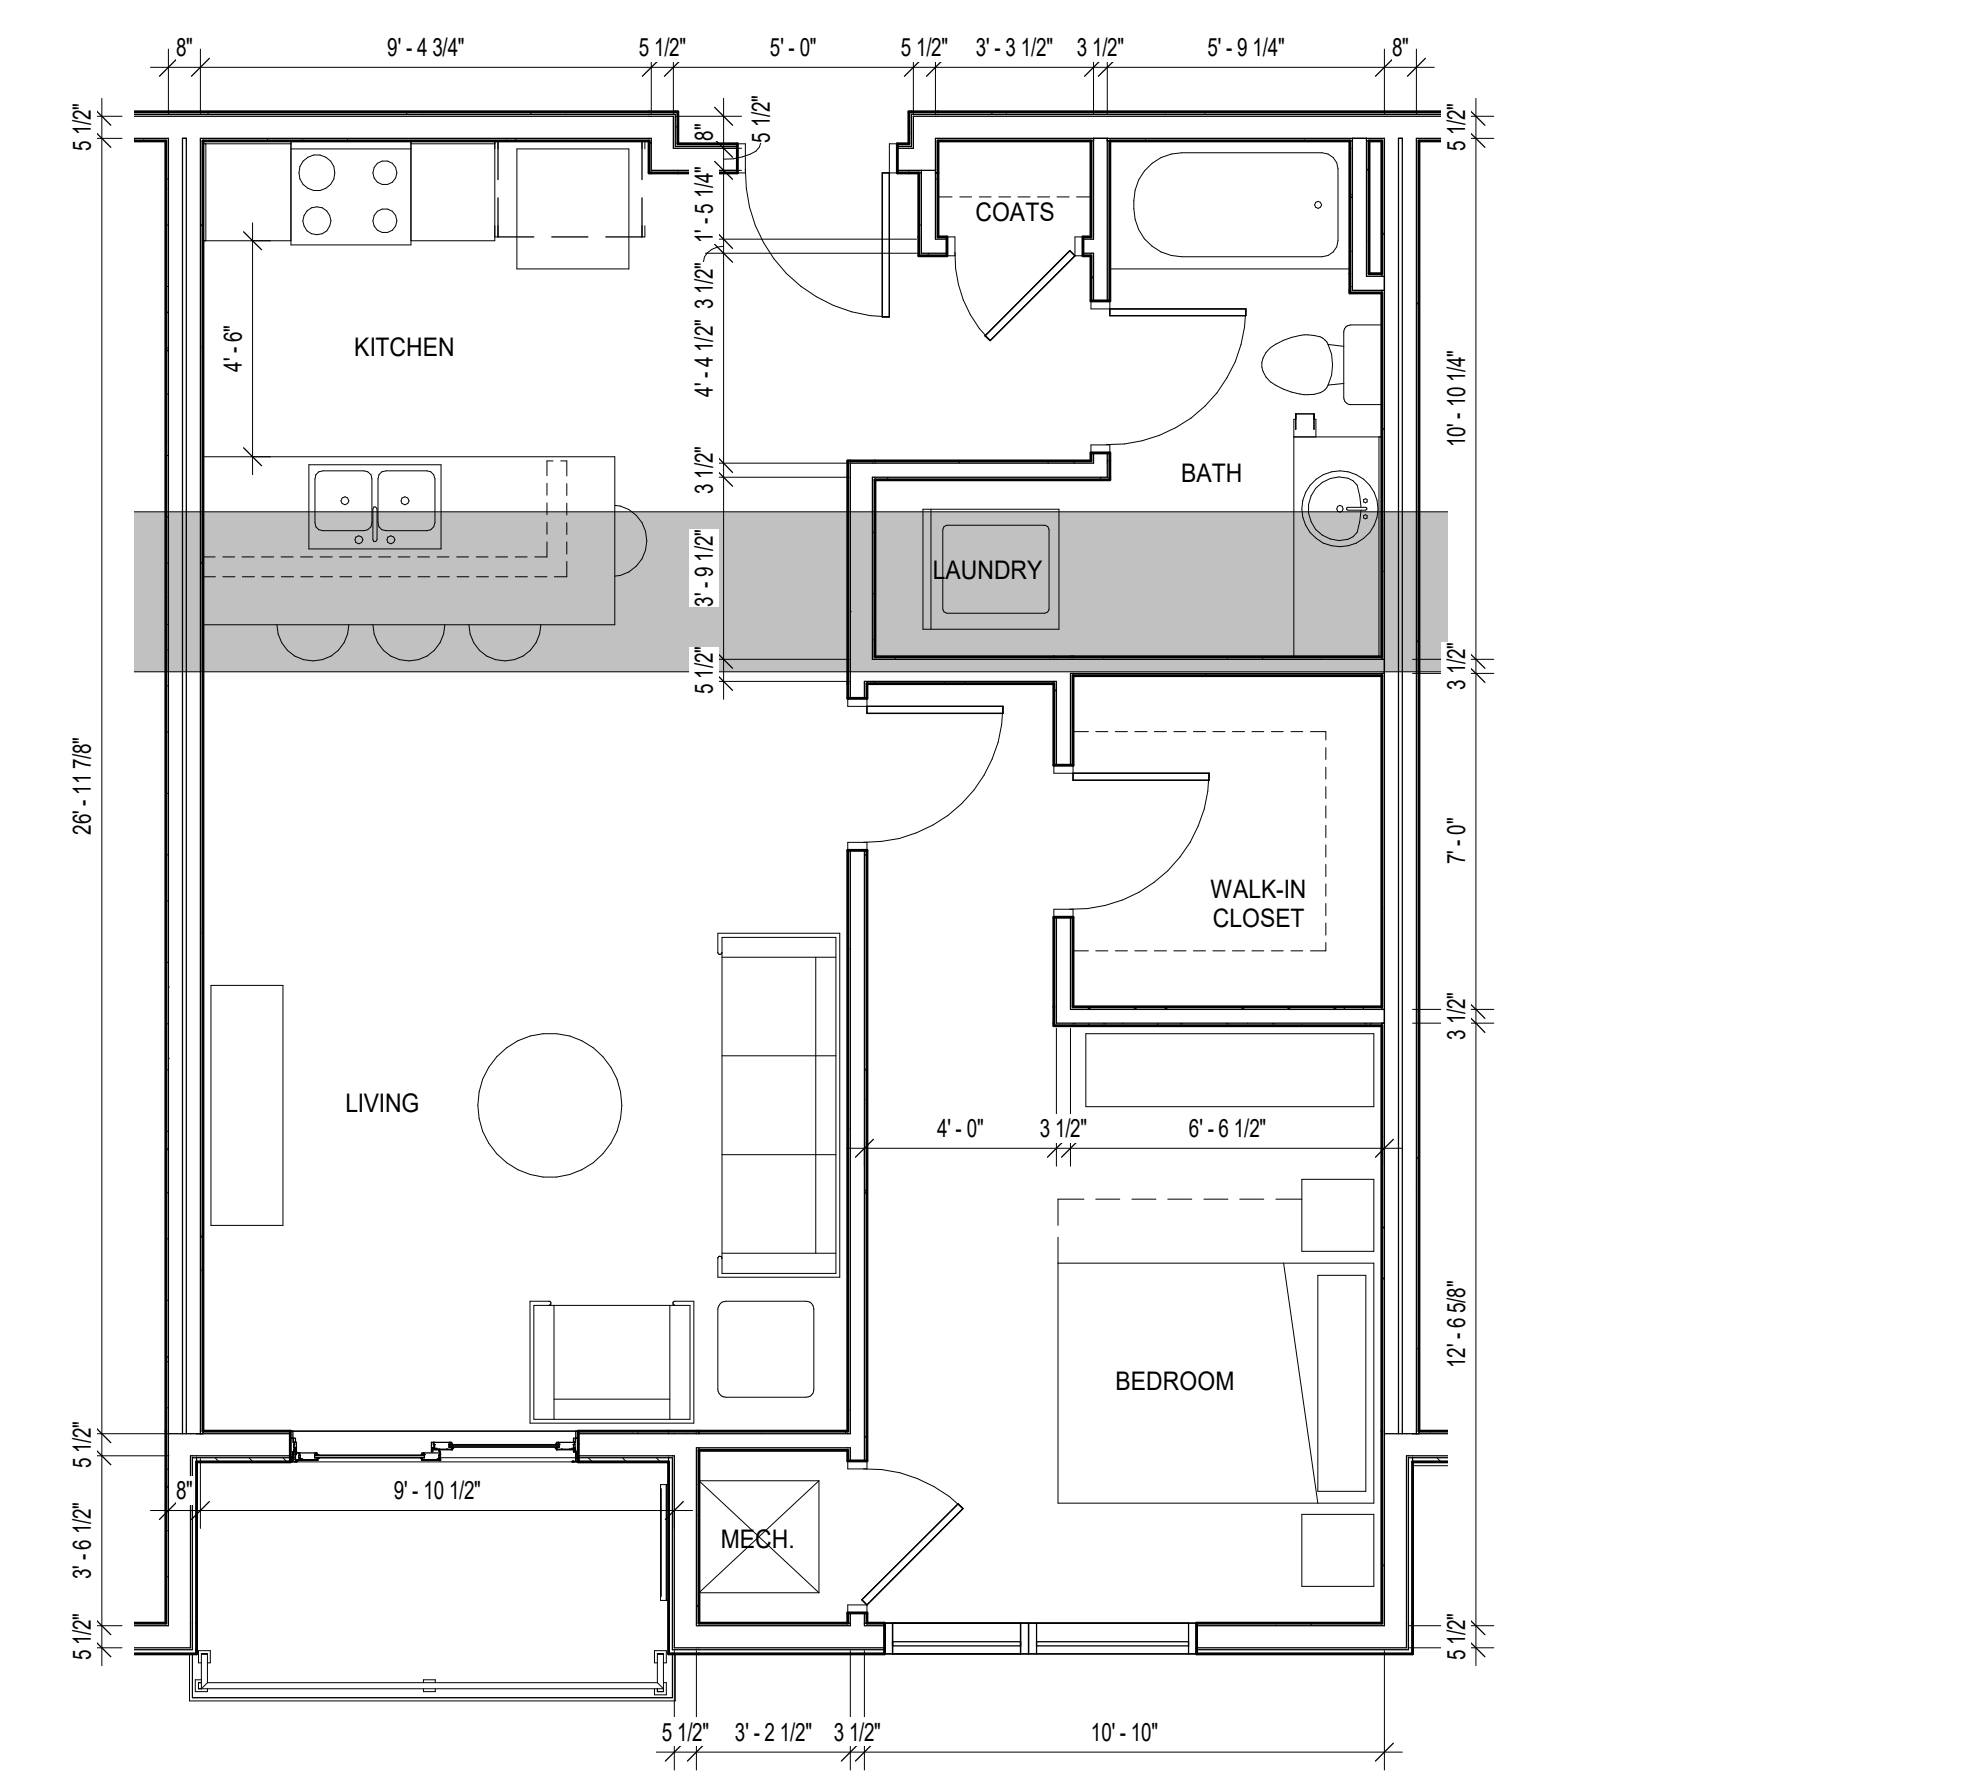 8"
9' - 4 3/4"
5 1/2"
5' - 0"
5 1/2"
3' - 3 1/2"
3 1/2"
5' - 9 1/4"
8"
5 1/2"
8"
5 1/2"
5 1/2"
1' - 5 1/4"
COATS
3 1/2"
4' - 6"
KITCHEN
4' - 4 1/2"
10' - 10 1/4"
3 1/2"
BATH
3' - 9 1/2"
LAUNDRY
5 1/2"
3 1/2"
26' - 11 7/8"
7' - 0"
WALK-IN
CLOSET
3 1/2"
LIVING
4' - 0"
3 1/2"
6' - 6 1/2"
12' - 6 5/8"
BEDROOM
5 1/2"
8"
9' - 10 1/2"
3' - 6 1/2"
MECH.
5 1/2"
5 1/2"
5 1/2"
3' - 2 1/2"
3 1/2"
10' - 10"